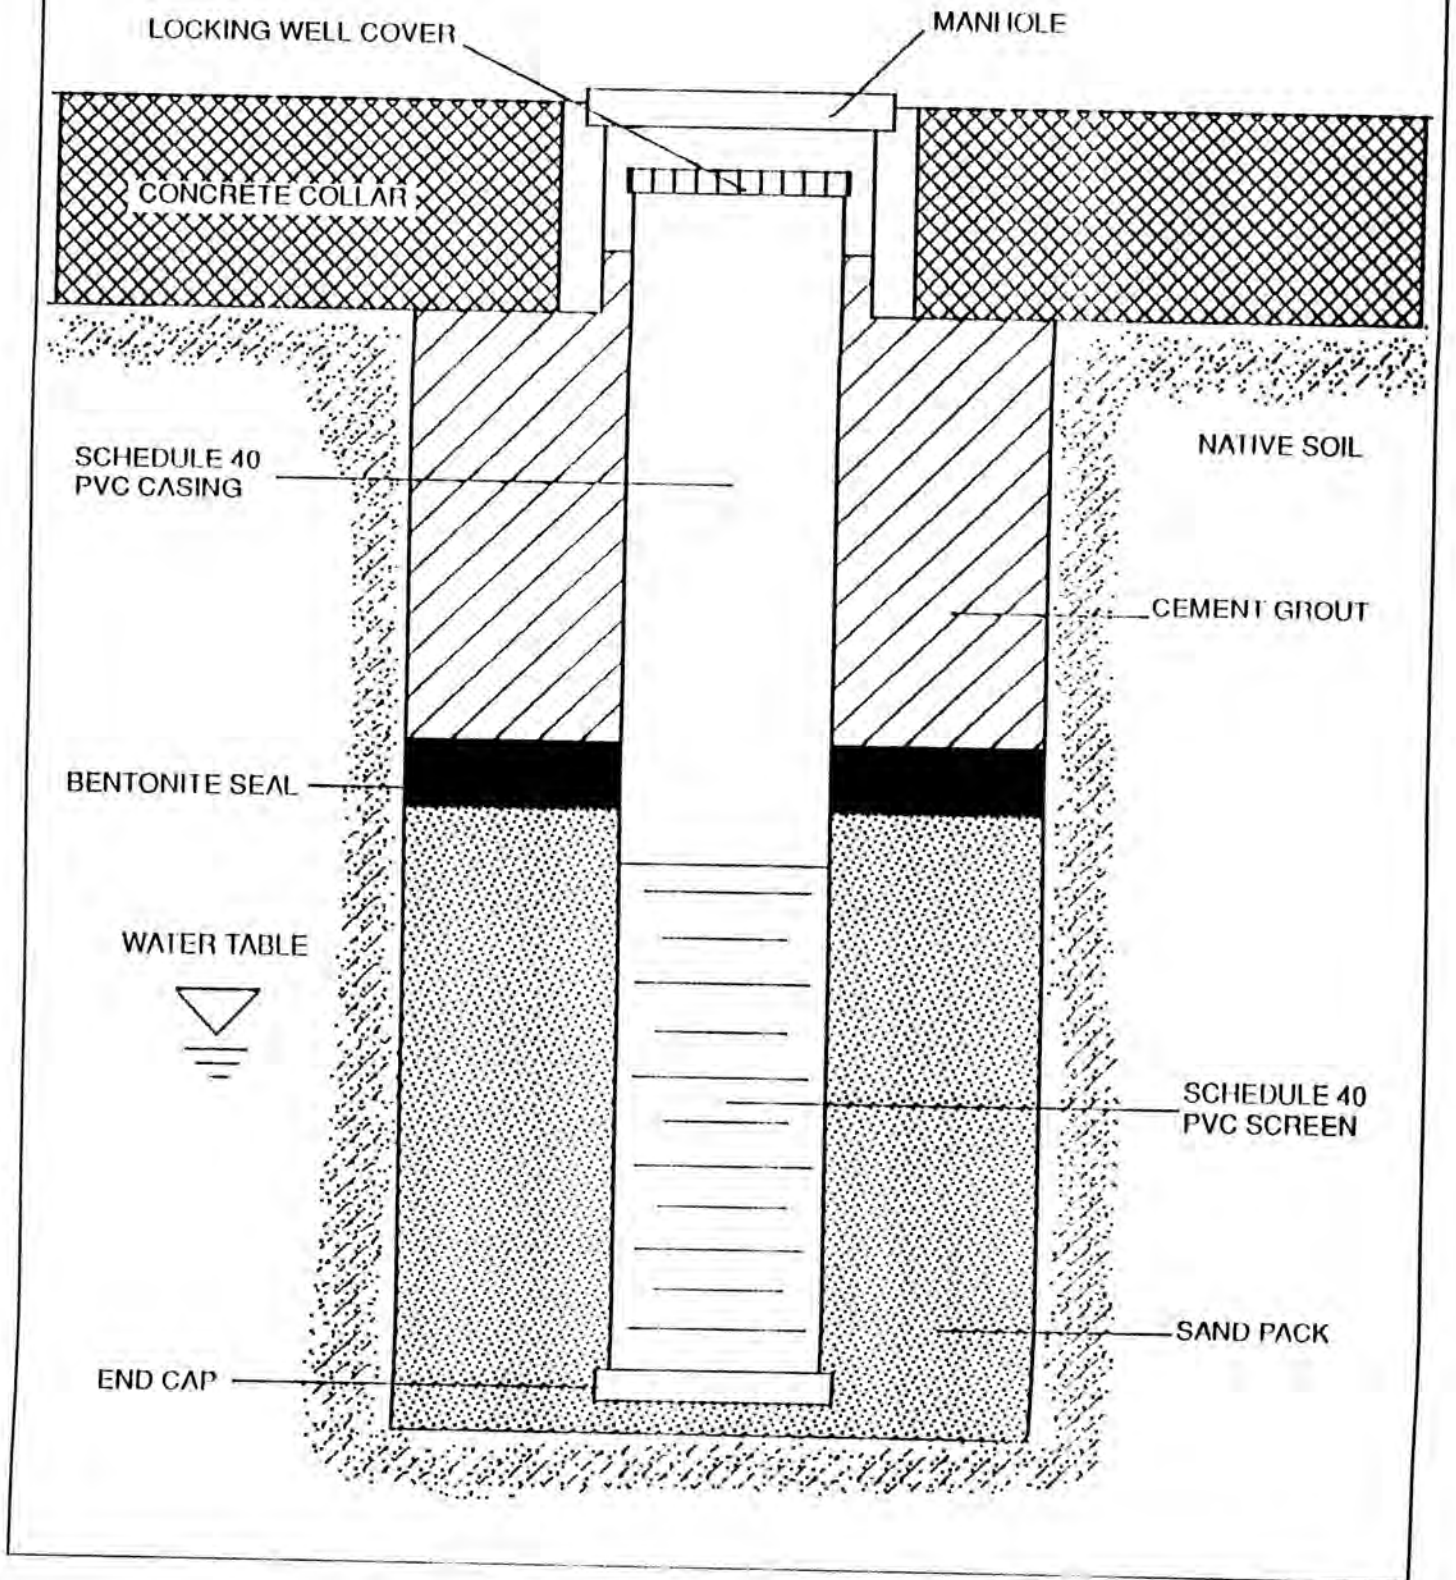 LOCKING WELL COVER
MANHOLE
CONCRETE COLLAR
SCHEDULE 40
PVC CASING
NATIVE SOIL
CEMENT GROUT
BENTONITE SEAL
WATER TABLE
SCHEDULE 40
PVC SCREEN
SAND PACK
END CAP